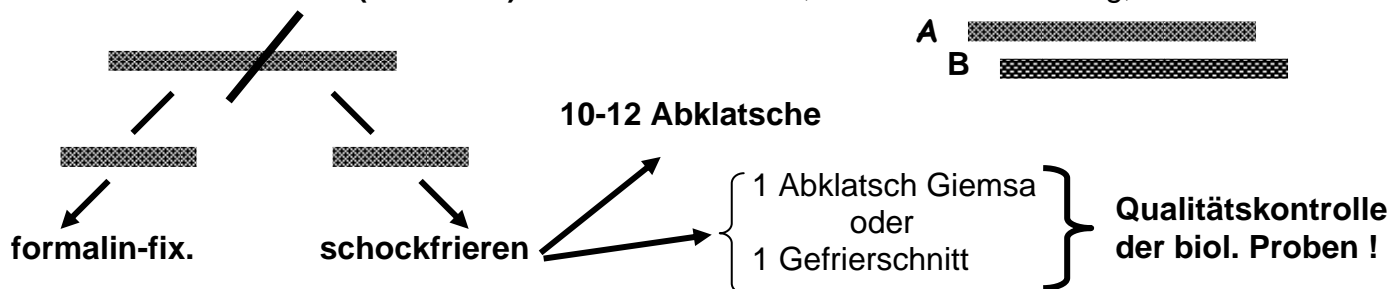 A
B
10-12 Abklatsche
1 Abklatsch Giemsa
oder
1 Gefrierschnitt
Qualitätskontrolle
der biol. Proben !
formalin-fix.
schockfrieren